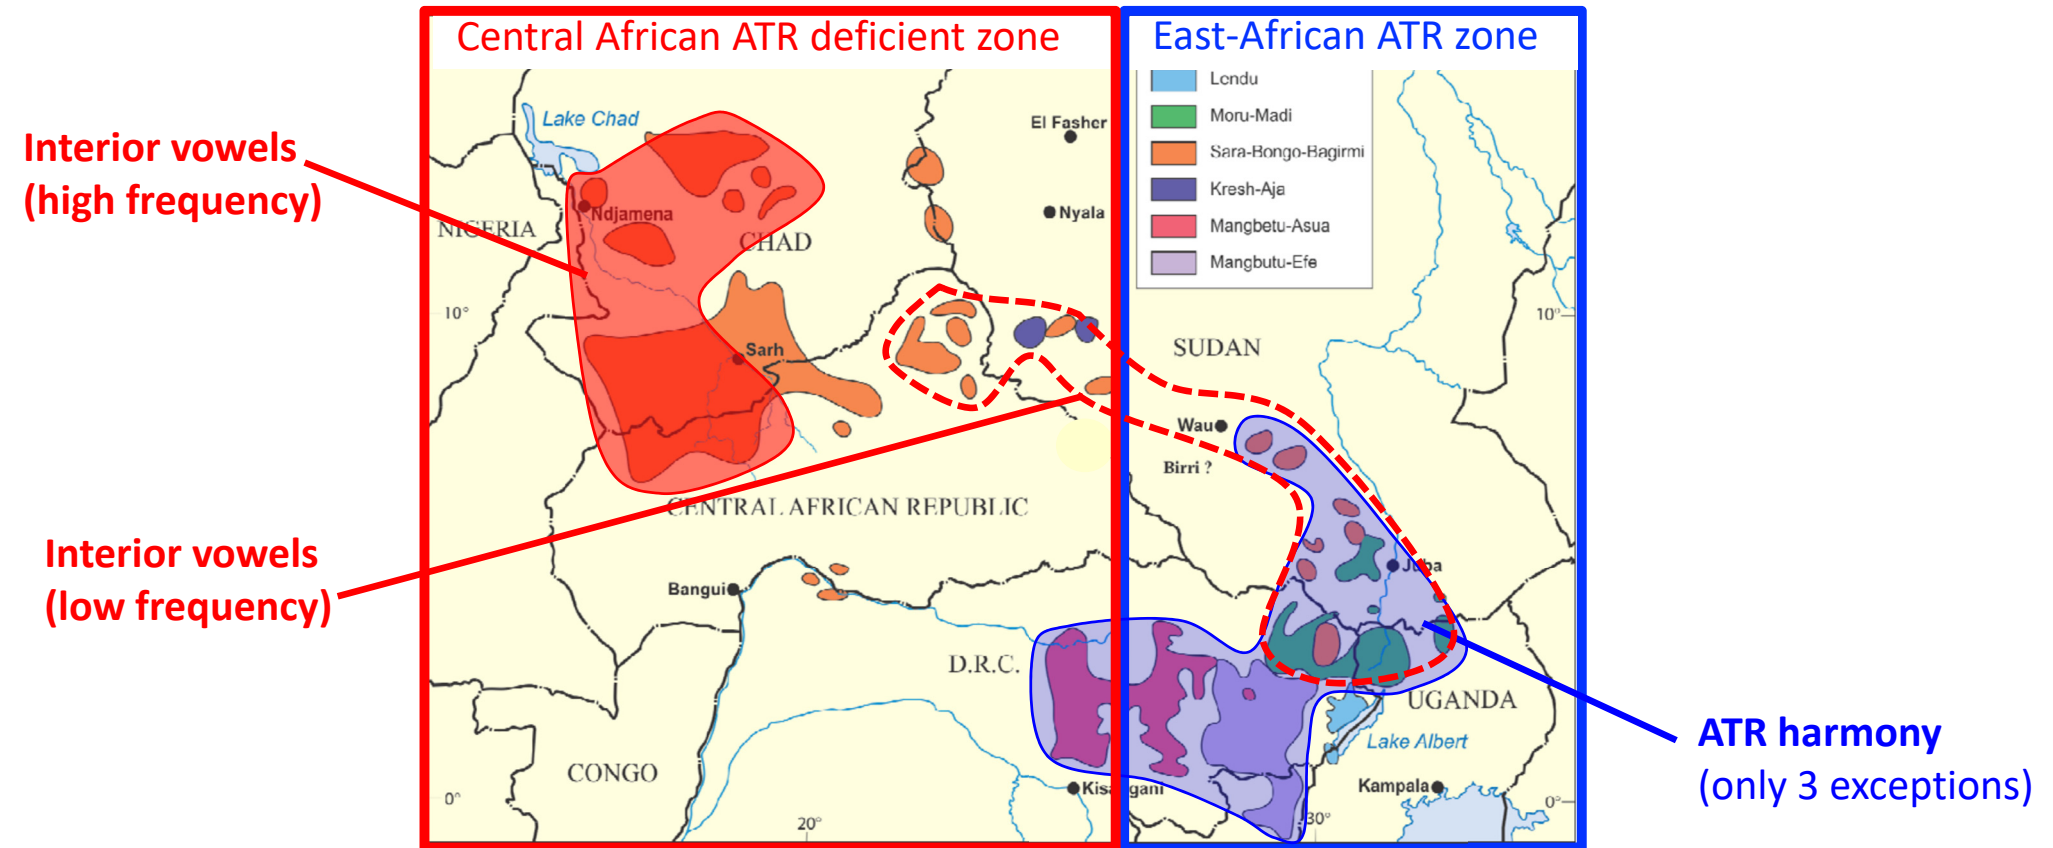 Central African ATR deficient zone
East-African ATR zone
Interior vowels
(high frequency)
Interior vowels
(low frequency)
ATR harmony
(only 3 exceptions)
Lendu
Moru-Madi
Sara-Bongo-Bagirmi
Kresh-Aja
Mangbetu-Asua
Mangbutu-Efe
Lake Chad
El Fasher
Ndjamena
Nyala
NIGERIA
CHAD
10°
10°
Sarh
SUDAN
Wau
Birri ?
CENTRAL AFRICAN REPUBLIC
Juba
Bangui
D.R.C.
UGANDA
Lake Albert
CONGO
Kisangani
Kampala
0°
0°
20°
30°